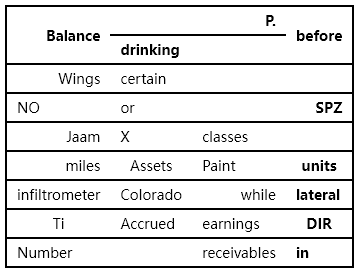 Balance P. before
drinking
Wings certain
NO or SPZ
Jaam X classes
miles Assets Paint units
infiltrometer Colorado while lateral
Ti Accrued earnings DIR
Number receivables in